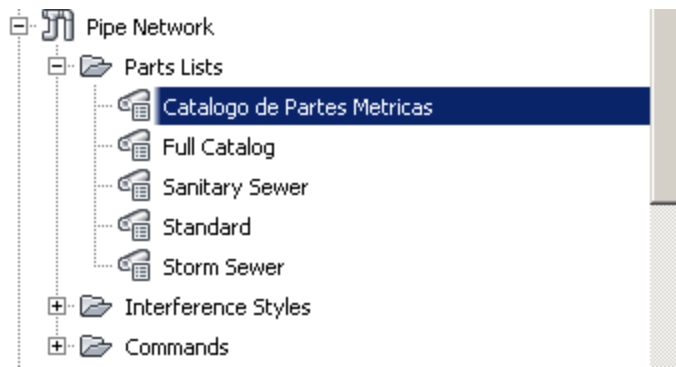 Pipe Network
Parts Lists
Catalogo de Partes Metricas
Full Catalog
Sanitary Sewer
Standard
Storm Sewer
Interference Styles
Commands